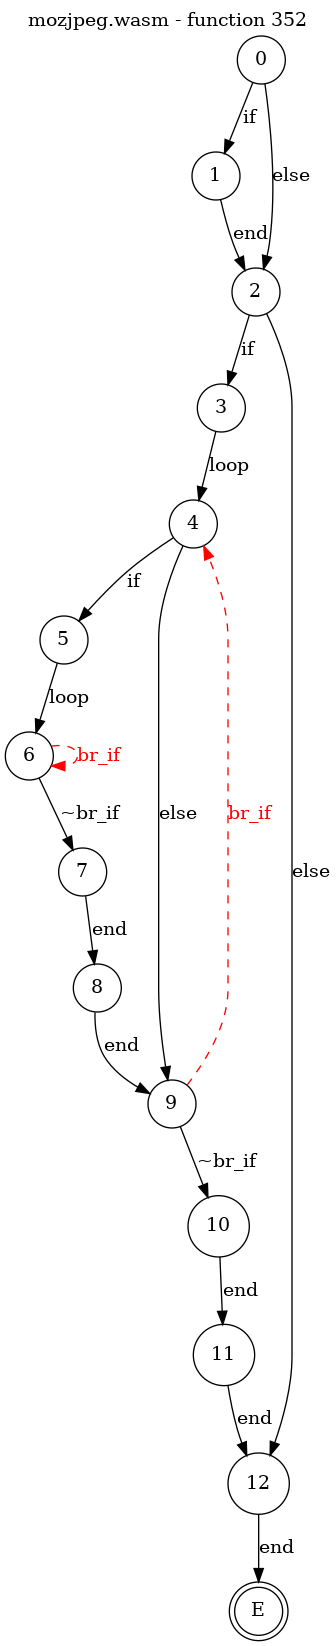 mozjpeg.wasm - function 352
0
if
else
1
end
2
if
3
loop
4
if
5
loop
6
br_if
~br_if
else
br_if
else
7
end
8
end
9
~br_if
10
end
11
end
12
end
E